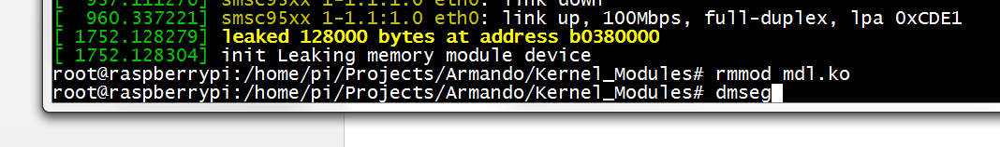 [  957.111270] smsc95xx 1-1.1:1.0 eth0: link down
[  960.337221] smsc95xx 1-1.1:1.0 eth0: link up, 100Mbps, full-duplex, lpa 0xCDE1
[ 1752.128279] leaked 128000 bytes at address b0380000
[ 1752.128304] init Leaking memory module device
root@raspberrypi:/home/pi/Projects/Armando/Kernel_Modules# rmmod mdl.ko
root@raspberrypi:/home/pi/Projects/Armando/Kernel_Modules# dmseg